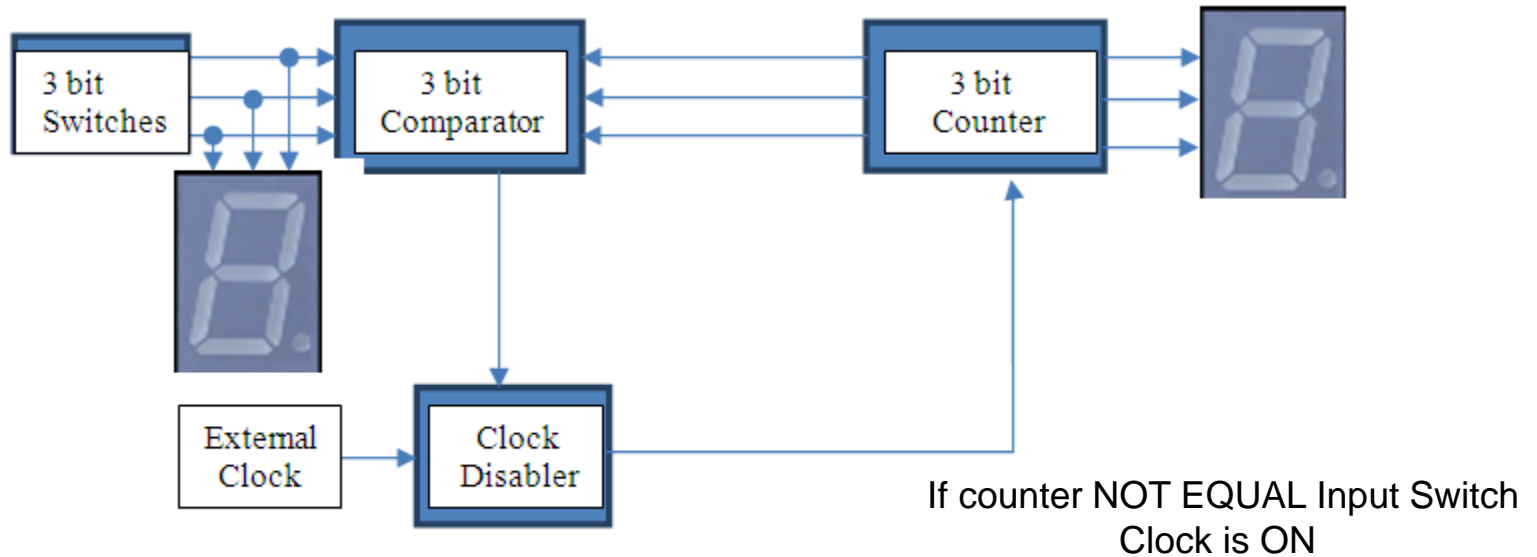 3 bit
Switches
3 bit
Comparator
3 bit
Counter
External
Clock
Clock
Disabler
If counter NOT EQUAL Input Switch
Clock is ON